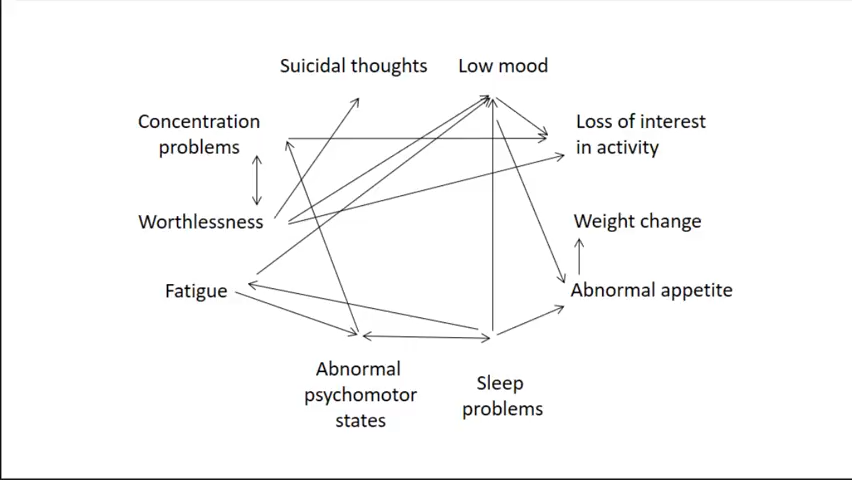 Suicidal thoughts
Low mood
Concentration
problems
Loss of interest
in activity
Worthlessness
Weight change
Fatigue
Abnormal appetite
Abnormal
psychomotor
states
Sleep
problems